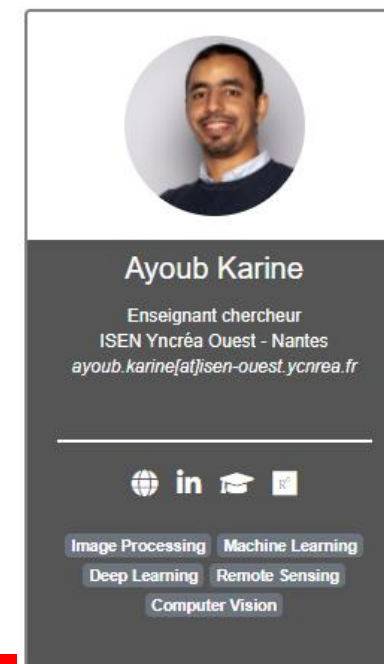 Ayoub Karine
Enseignant chercheur
ISEN Yncréa Ouest - Nantes
ayoub.karine[at]isen-ouest.ycnrea.fr
in
Image Processing Machine Learning
Deep Learning Remote Sensing
Computer Vision